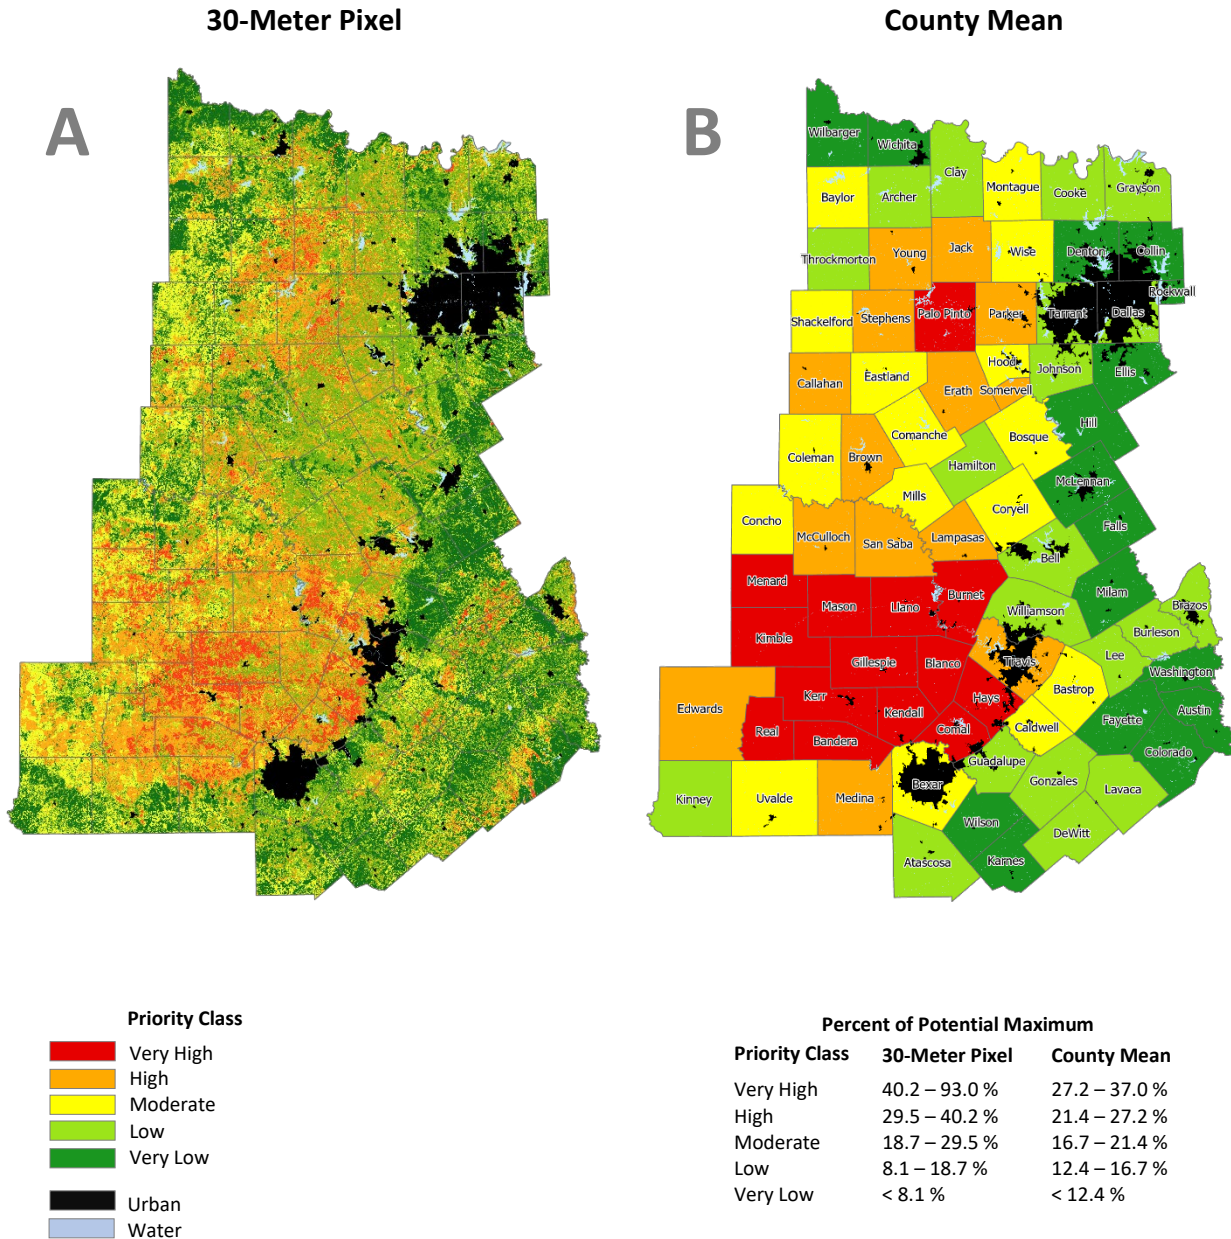 30-Meter Pixel
County Mean
A
B
Wilbarger
Wichita
Clay
Montague
Cooke
Grayson
Baylor
Archer
Throckmorton
Young
Jack
Wise
Denton
Collin
Rockwall
Shackelford
Stephens
Palo Pinto
Parker
Tarrant
Dallas
Callahan
Eastland
Erath
Hood
Somervell
Johnson
Ellis
Coleman
Brown
Comanche
Hamilton
Bosque
Hill
Mills
Coryell
McLennan
Concho
McCulloch
San Saba
Lampasas
Bell
Falls
Menard
Mason
Llano
Burnet
Williamson
Milam
Brazos
Kimble
Gillespie
Blanco
Travis
Lee
Burleson
Washington
Edwards
Real
Kerr
Bandera
Kendall
Comal
Hays
Caldwell
Bastrop
Fayette
Austin
Colorado
Kinney
Uvalde
Medina
Bexar
Guadalupe
Gonzales
Lavaca
Wilson
DeWitt
Atascosa
Karnes
Priority Class
Very High
High
Moderate
Low
Very Low
Urban
Water
Percent of Potential Maximum
Priority Class 30-Meter Pixel County Mean
Very High 40.2 – 93.0 % 27.2 – 37.0 %
High 29.5 – 40.2 % 21.4 – 27.2 %
Moderate 18.7 – 29.5 % 16.7 – 21.4 %
Low 8.1 – 18.7 % 12.4 – 16.7 %
Very Low < 8.1 % < 12.4 %